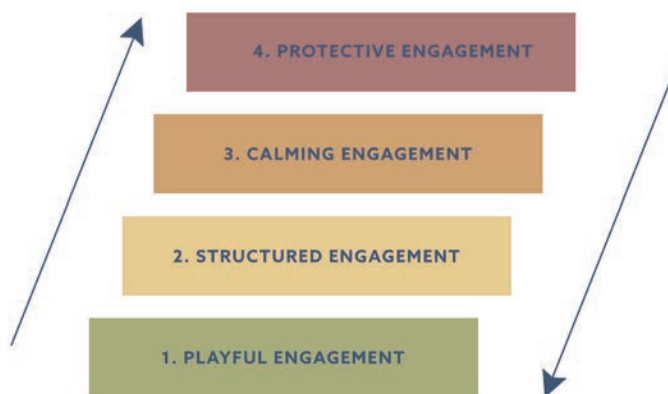 4. PROTECTIVE ENGAGEMENT
3. CALMING ENGAGEMENT
2. STRUCTURED ENGAGEMENT
1. PLAYFUL ENGAGEMENT